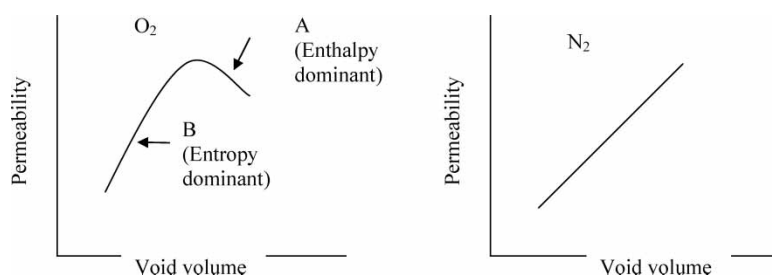 O₂
A
(Enthalpy
dominant)
B
(Entropy
dominant)
Permeability
Void volume
N₂
Permeability
Void volume